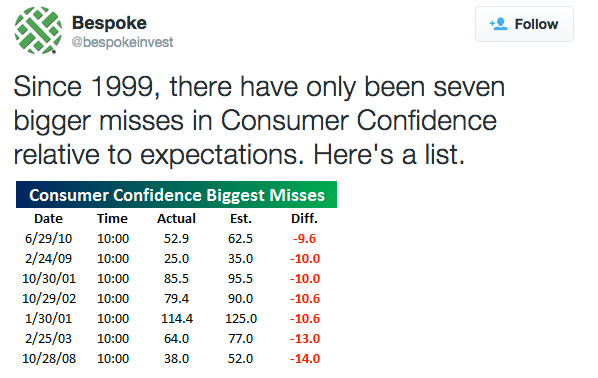 Bespoke
@bespokeinvest
Follow
Since 1999, there have only been seven
bigger misses in Consumer Confidence
relative to expectations. Here's a list.
Consumer Confidence Biggest Misses
Date Time Actual Est. Diff.
6/29/10 10:00 52.9 62.5 -9.6
2/24/09 10:00 25.0 35.0 -10.0
10/30/01 10:00 85.5 95.5 -10.0
10/29/02 10:00 79.4 90.0 -10.6
1/30/01 10:00 114.4 125.0 -10.6
2/25/03 10:00 64.0 77.0 -13.0
10/28/08 10:00 38.0 52.0 -14.0